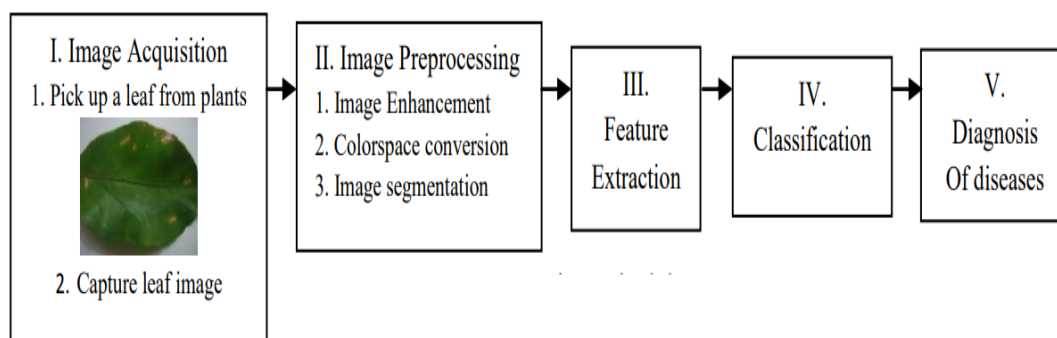 I. Image Acquisition
1. Pick up a leaf from plants
2. Capture leaf image
II. Image Preprocessing
1. Image Enhancement
2. Colorspace conversion
3. Image segmentation
III.
Feature
Extraction
IV.
Classification
V.
Diagnosis
Of diseases